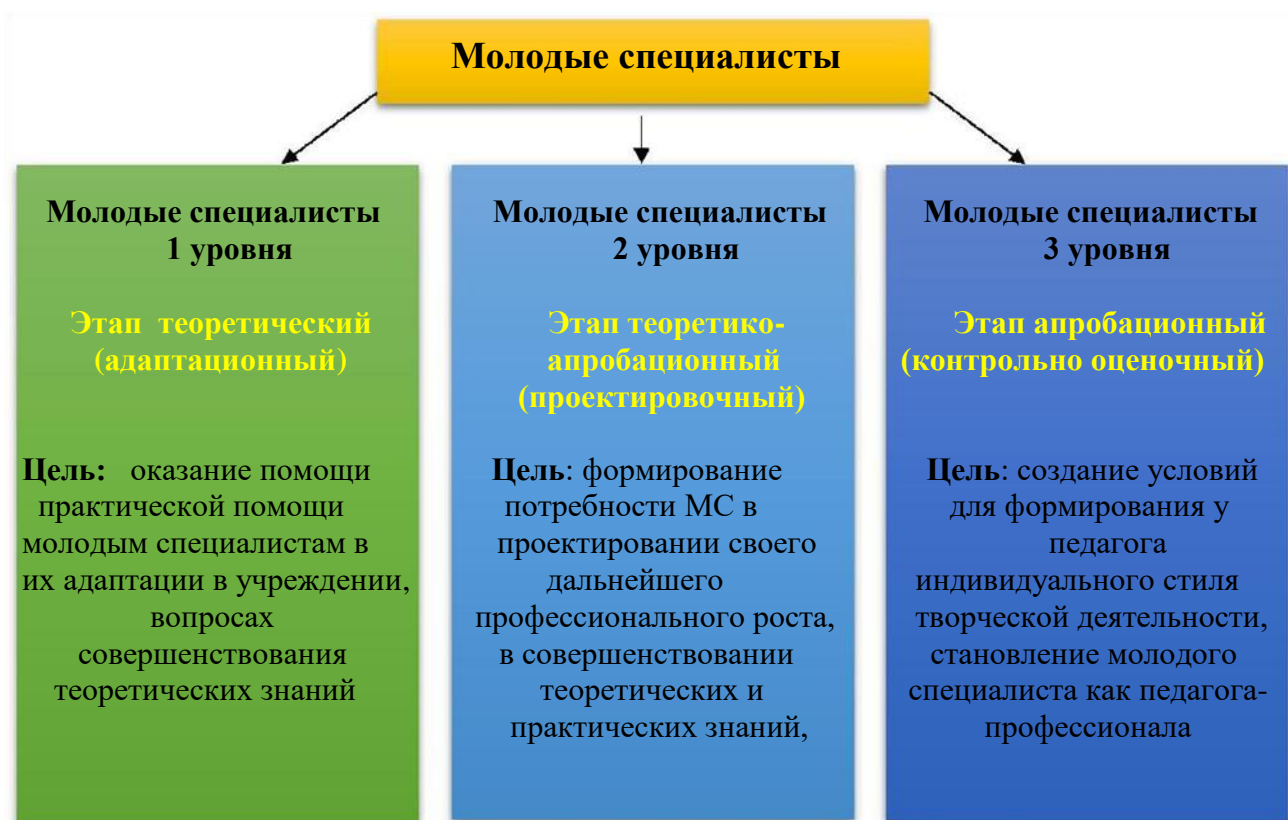 Молодые специалисты
Молодые специалисты
1 уровня
Этап теоретический
(адаптационный)
Цель: оказание помощи
практической помощи
молодым специалистам в
их адаптации в учреждении,
вопросах
совершенствования
теоретических знаний
Молодые специалисты
2 уровня
Этап теоретико-
апробационный
(проектировочный)
Цель: формирование
потребности МС в
проектировании своего
дальнейшего
профессионального роста,
в совершенствовании
теоретических и
практических знаний,
Молодые специалисты
3 уровня
Этап апробационный
(контрольно оценочный)
Цель: создание условий
для формирования у
педагога
индивидуального стиля
творческой деятельности,
становление молодого
специалиста как педагога-
профессионала